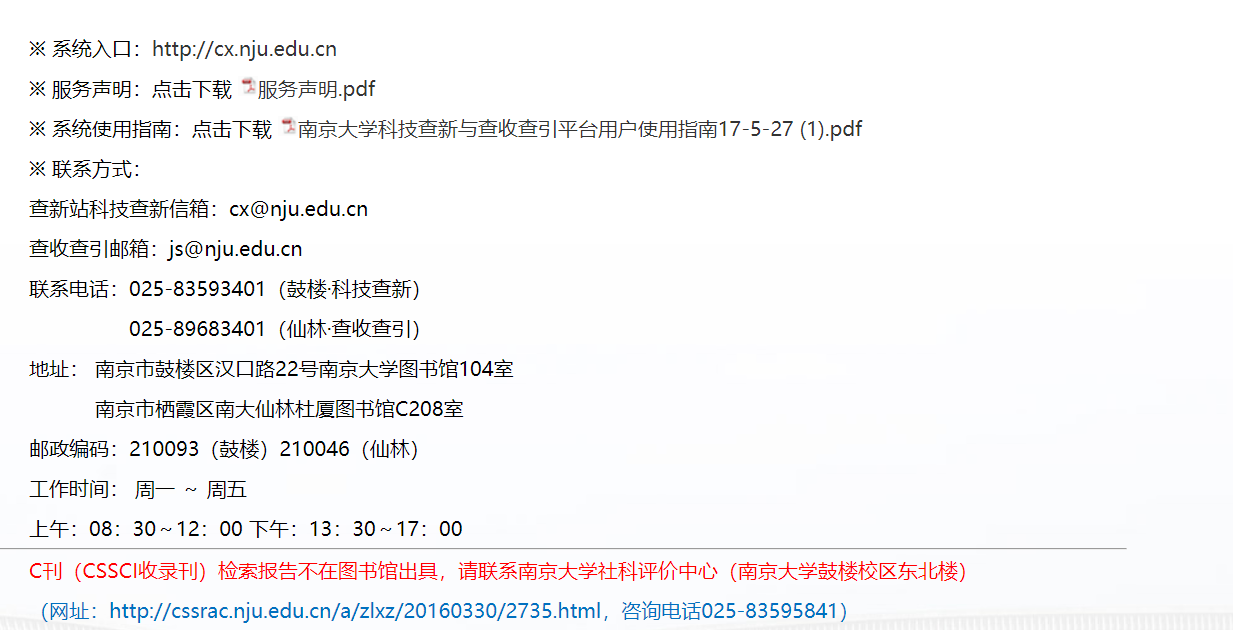 ※ 系统入口：http://cx.nju.edu.cn
※ 服务声明：点击下载 服务声明.pdf
※ 系统使用指南：点击下载 南京大学科技查新与查收查引平台用户使用指南17-5-27 (1).pdf
※ 联系方式：
查新站科技查新信箱：cx@nju.edu.cn
查收查引邮箱：js@nju.edu.cn
联系电话：025-83593401（鼓楼·科技查新）
025-89683401（仙林·查收查引）
地址： 南京市鼓楼区汉口路22号南京大学图书馆104室
南京市栖霞区南大仙林杜厦图书馆C208室
邮政编码：210093（鼓楼）210046（仙林）
工作时间： 周一 ~ 周五
上午：08：30～12：00 下午：13：30～17：00
C刊（CSSCI收录刊）检索报告不在图书馆出具，请联系南京大学社科评价中心（南京大学鼓楼校区东北楼）
（网址：http://cssrac.nju.edu.cn/a/zlxz/20160330/2735.html，咨询电话025-83595841）